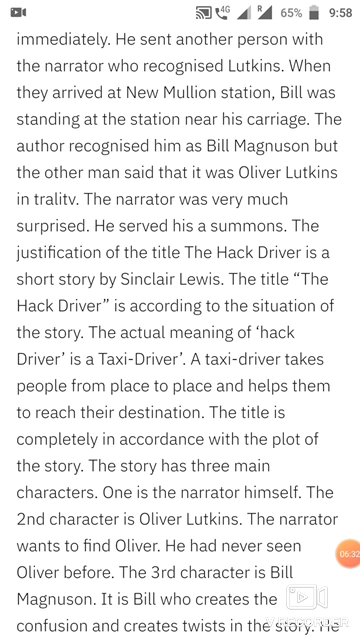 4G R 65% 9:58
immediately. He sent another person with
the narrator who recognised Lutkins. When
they arrived at New Mullion station, Bill was
standing at the station near his carriage. The
author recognised him as Bill Magnuson but
the other man said that it was Oliver Lutkins
in tralitv. The narrator was very much
surprised. He served his a summons. The
justification of the title The Hack Driver is a
short story by Sinclair Lewis. The title “The
Hack Driver” is according to the situation of
the story. The actual meaning of ‘hack
Driver’ is a Taxi-Driver’. A taxi-driver takes
people from place to place and helps them
to reach their destination. The title is
completely in accordance with the plot of
the story. The story has three main
characters. One is the narrator himself. The
2nd character is Oliver Lutkins. The narrator
wants to find Oliver. He had never seen
06:32
Oliver before. The 3rd character is Bill
Magnuson. It is Bill who creates the
confusion and creates twists in the story. He